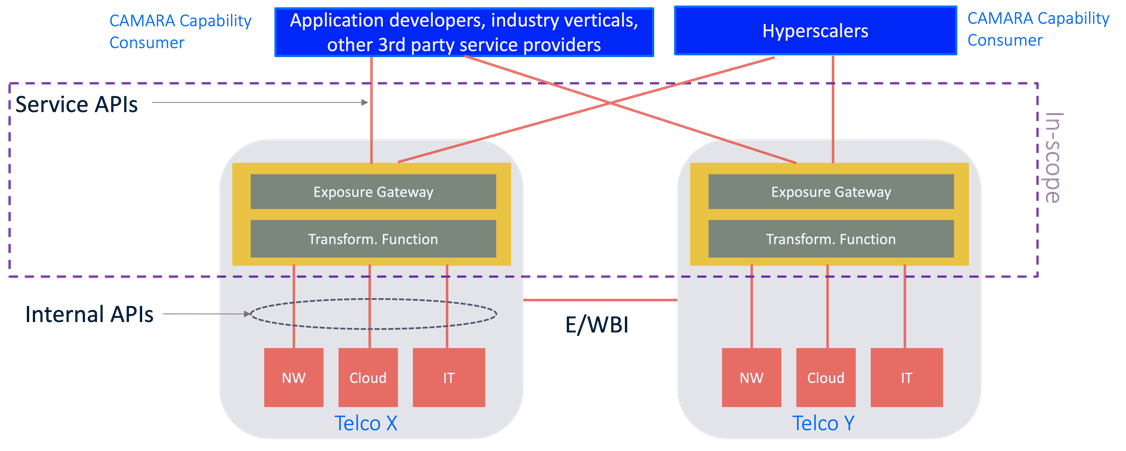 CAMARA Capability
Consumer
Application developers, industry verticals,
other 3rd party service providers
Hyperscalers
CAMARA Capability
Consumer
Service APIs
In-scope
Exposure Gateway
Transform. Function
Exposure Gateway
Transform. Function
Internal APIs
E/WBI
NW
Cloud
IT
NW
Cloud
IT
Telco X
Telco Y